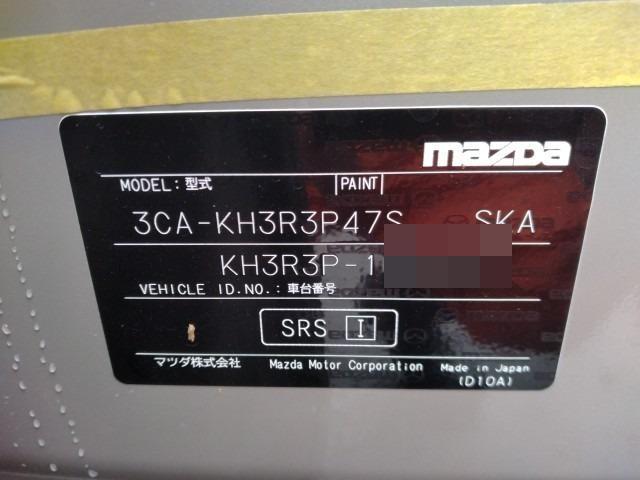 mazda
MODEL:型式 PAINT
3CA-KH3R3P47S SKA
KH3R3P-1
VEHICLE ID.NO.:車台番号
SRS I
マツダ株式会社 Mazda Motor Corporation Made in Japan
(D10A)